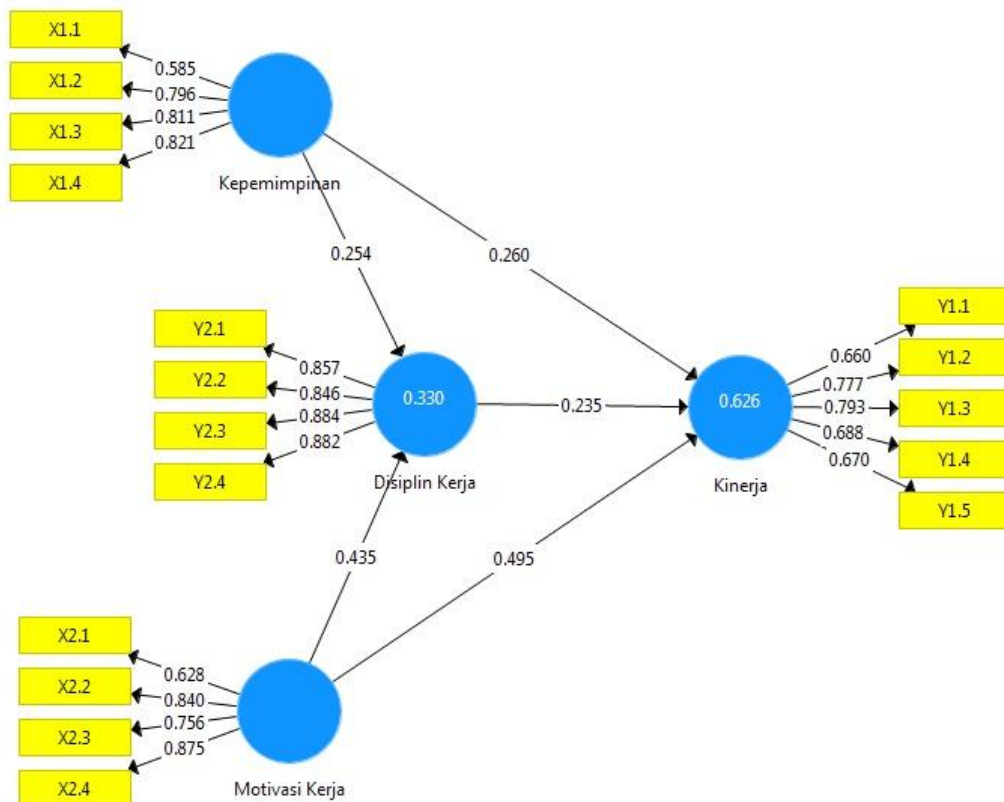 X1.1
X1.2
X1.3
X1.4
0.585
0.796
0.811
0.821
Kepemimpinan
0.254
0.260
Y2.1
Y2.2
Y2.3
Y2.4
0.857
0.846
0.884
0.882
0.330
Disiplin Kerja
0.235
0.626
Kinerja
0.660
0.777
0.793
0.688
0.670
Y1.1
Y1.2
Y1.3
Y1.4
Y1.5
0.435
0.495
X2.1
X2.2
X2.3
X2.4
0.628
0.840
0.756
0.875
Motivasi Kerja